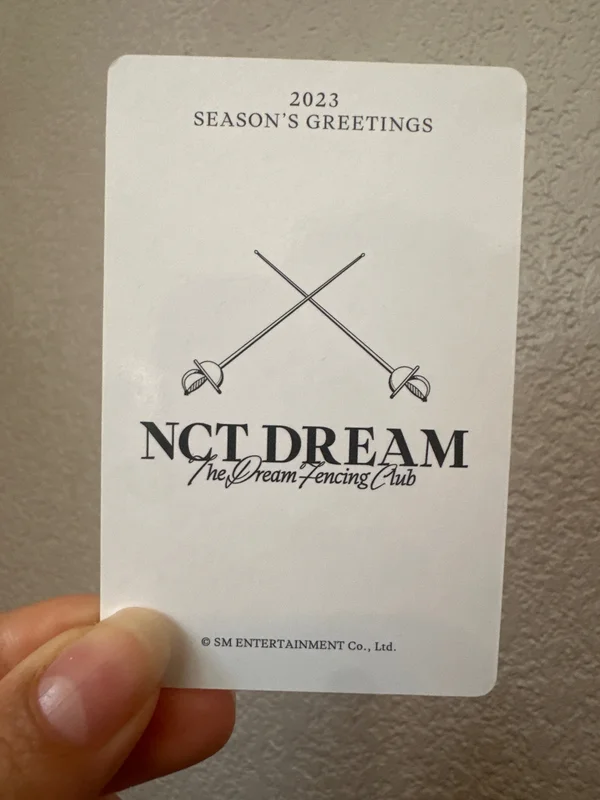 2023
SEASON'S GREETINGS
NCT DREAM
The Dream Fencing Club
© SM ENTERTAINMENT Co., Ltd.